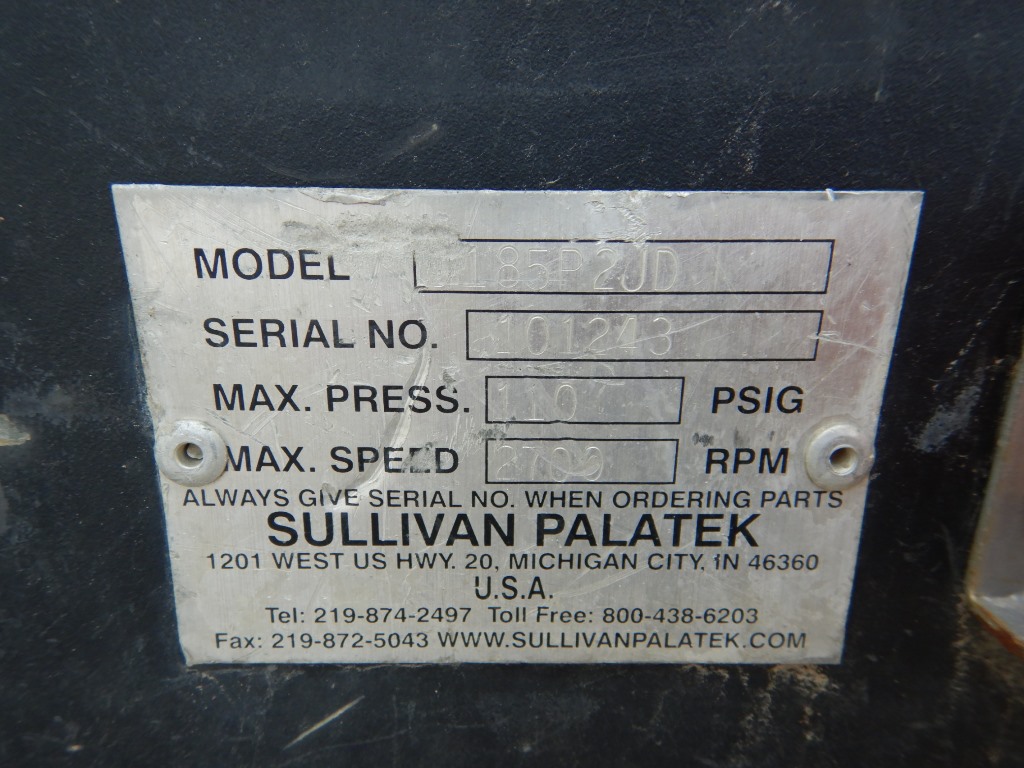 MODEL D185P2JD
SERIAL NO. 101243
MAX. PRESS. 110 PSIG
MAX. SPEED 2700 RPM
ALWAYS GIVE SERIAL NO. WHEN ORDERING PARTS
SULLIVAN PALATEK
1201 WEST US HWY. 20, MICHIGAN CITY, IN 46360
U.S.A.
Tel: 219-874-2497 Toll Free: 800-438-6203
Fax: 219-872-5043 WWW.SULLIVANPALATEK.COM